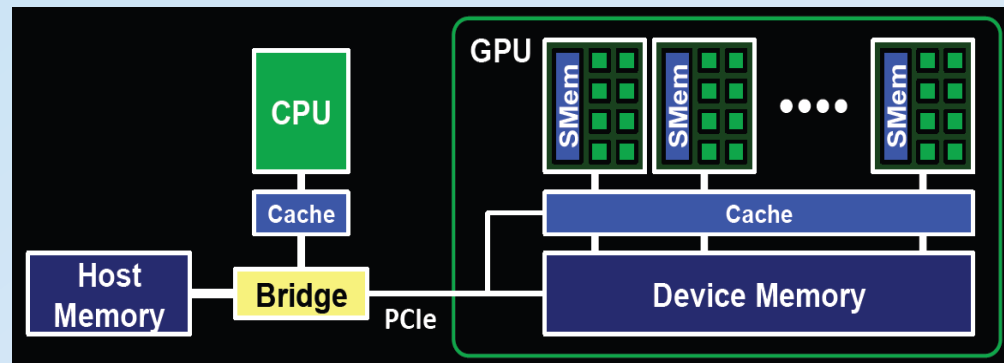 GPU
SMem
SMem
SMem
CPU
Cache
Cache
Host
Memory
Bridge
PCIe
Device Memory